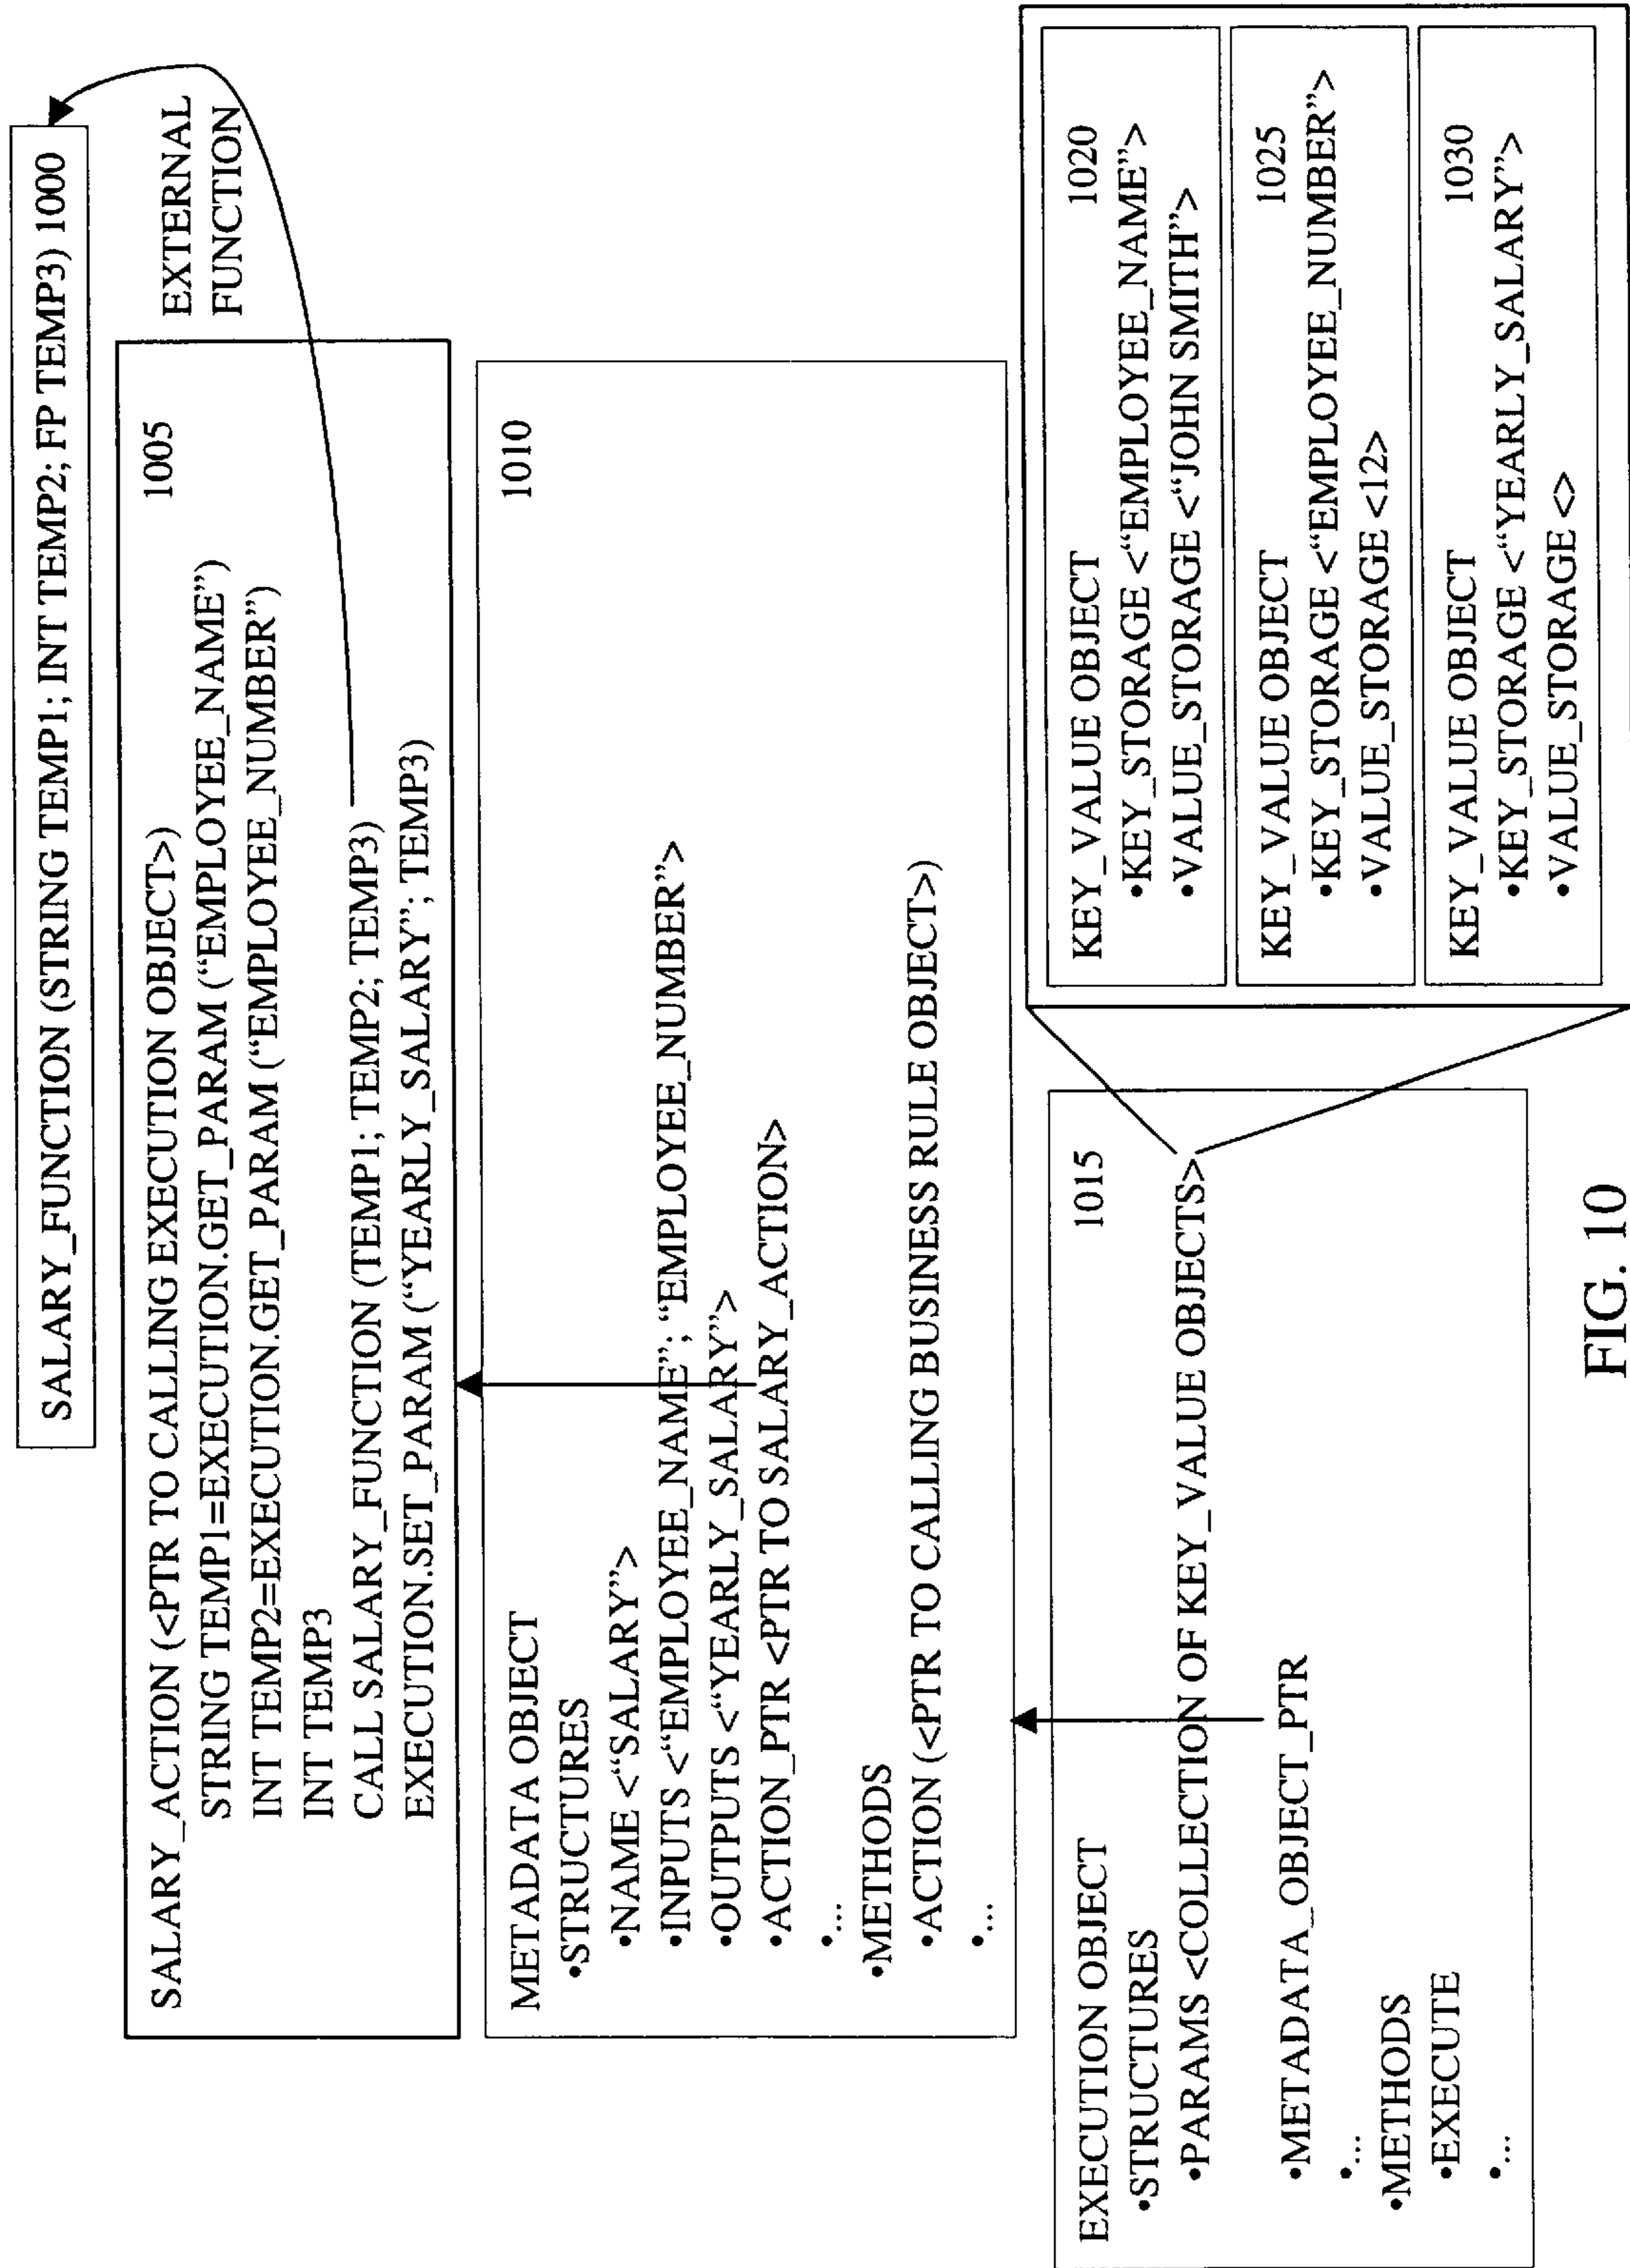 SALARY_FUNCTION (STRING TEMP1; INT TEMP2; FP TEMP3) 1000
EXTERNAL
FUNCTION
1005
SALARY_ACTION (<PTR TO CALLING EXECUTION OBJECT>)
STRING TEMP1=EXECUTION.GET_PARAM (“EMPLOYEE_NAME”)
INT TEMP2=EXECUTION.GET_PARAM (“EMPLOYEE_NUMBER”)
INT TEMP3
CALL SALARY_FUNCTION (TEMP1; TEMP2; TEMP3)
EXECUTION.SET_PARAM (“YEARLY_SALARY”; TEMP3)
METADATA OBJECT 1010
•STRUCTURES
•NAME <“SALARY”>
•INPUTS <“EMPLOYEE_NAME”; “EMPLOYEE_NUMBER”>
•OUTPUTS <“YEARLY_SALARY”>
•ACTION_PTR <PTR TO SALARY_ACTION>
•...
•METHODS
•ACTION (<PTR TO CALLING BUSINESS RULE OBJECT>)
•...
EXECUTION OBJECT 1015
•STRUCTURES
•PARAMS <COLLECTION OF KEY_VALUE OBJECTS>
•METADATA_OBJECT_PTR
•...
•METHODS
•EXECUTE
•...
KEY_VALUE OBJECT 1020
•KEY_STORAGE <“EMPLOYEE_NAME”>
•VALUE_STORAGE <“JOHN SMITH”>
KEY_VALUE OBJECT 1025
•KEY_STORAGE <“EMPLOYEE_NUMBER”>
•VALUE_STORAGE <12>
KEY_VALUE OBJECT 1030
•KEY_STORAGE <“YEARLY_SALARY”>
•VALUE_STORAGE <>
FIG. 10